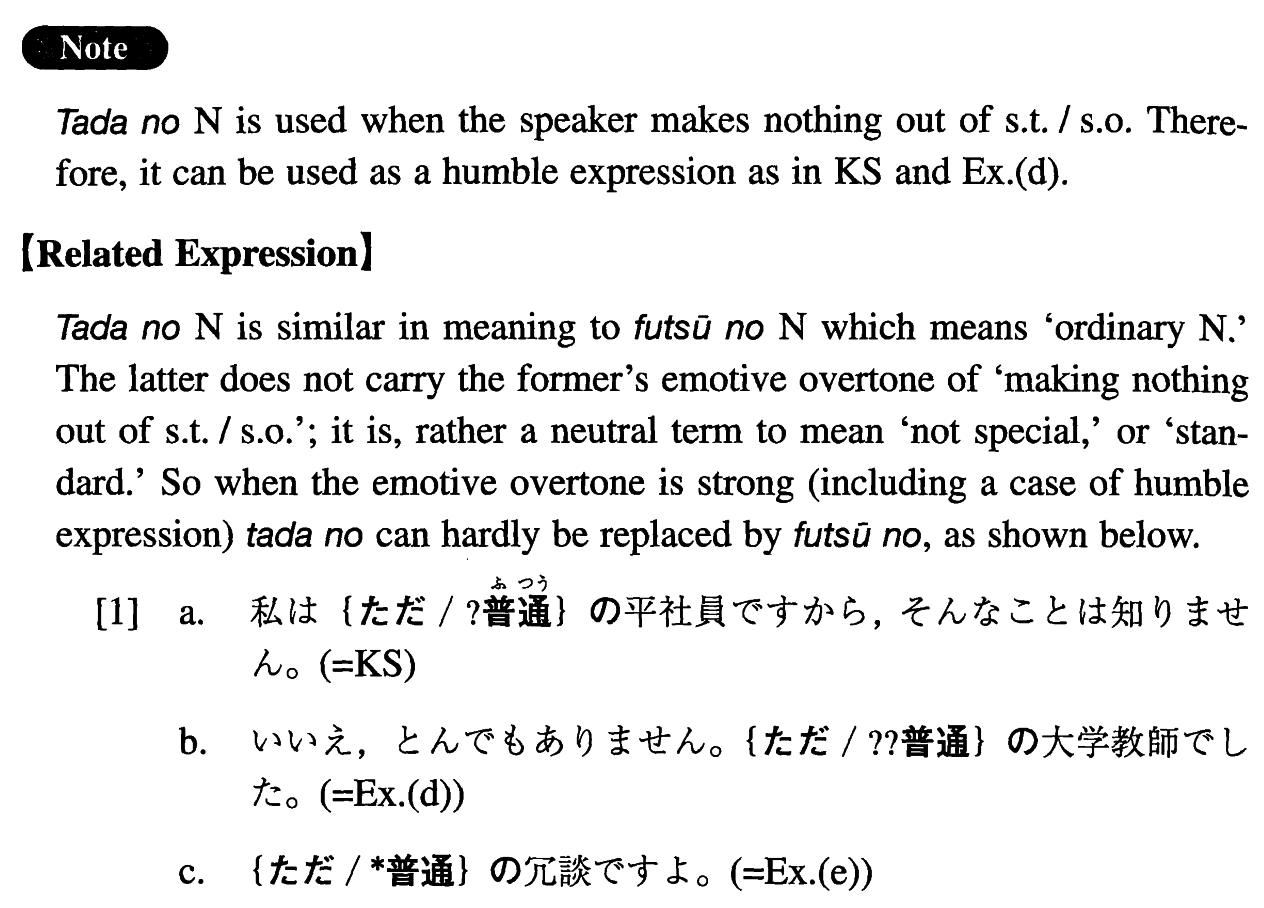 Note
Tada no N is used when the speaker makes nothing out of s.t. / s.o. There-
fore, it can be used as a humble expression as in KS and Ex.(d).
【Related Expression】
Tada no N is similar in meaning to futsū no N which means ‘ordinary N.’
The latter does not carry the former’s emotive overtone of ‘making nothing
out of s.t. / s.o.’; it is, rather a neutral term to mean ‘not special,’ or ‘stan-
dard.’ So when the emotive overtone is strong (including a case of humble
expression) tada no can hardly be replaced by futsū no, as shown below.
ふ つう
[1] a. 私は {ただ / ?普通} の平社員ですから, そんなことは知りませ
ん。(=KS)
b. いいえ, とんでもありません。{ただ / ??普通} の大学教師でし
た。(=Ex.(d))
c. {ただ / *普通} の冗談ですよ。(=Ex.(e))